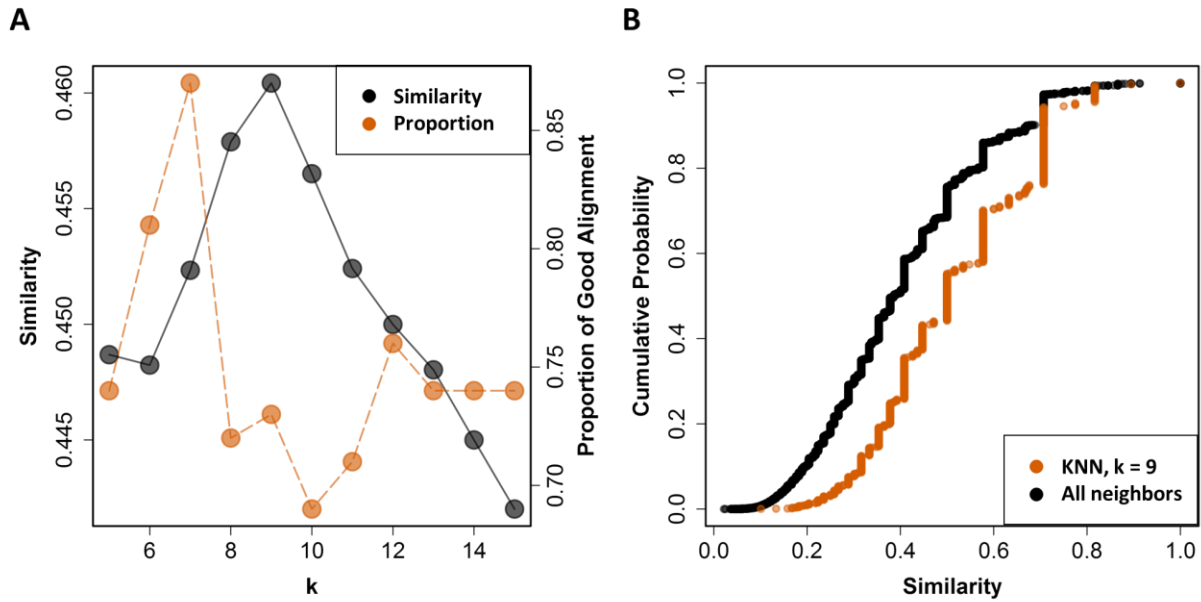 A
B
Similarity
Proportion
0.460
0.455
0.450
0.445
Similarity
0.85
0.80
0.75
0.70
Proportion of Good Alignment
6
8
10
12
14
k
1.0
0.8
0.6
0.4
0.2
0.0
Cumulative Probability
KNN, k = 9
All neighbors
0.0
0.2
0.4
0.6
0.8
1.0
Similarity